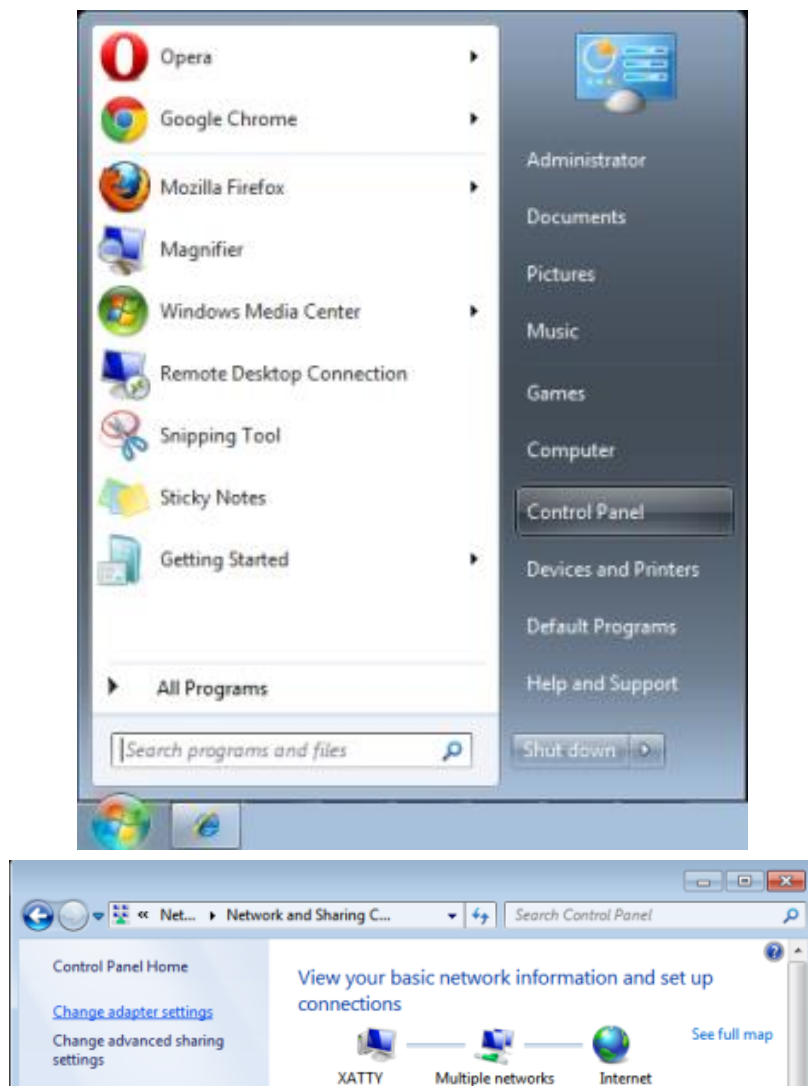 Opera
Google Chrome
Mozilla Firefox
Magnifier
Windows Media Center
Remote Desktop Connection
Snipping Tool
Sticky Notes
Getting Started
All Programs
Search programs and files
Administrator
Documents
Pictures
Music
Games
Computer
Control Panel
Devices and Printers
Default Programs
Help and Support
Shut down
« Net... Network and Sharing C... Search Control Panel
Control Panel Home
Change adapter settings
Change advanced sharing
settings
View your basic network information and set up
connections
See full map
XATTY Multiple networks Internet